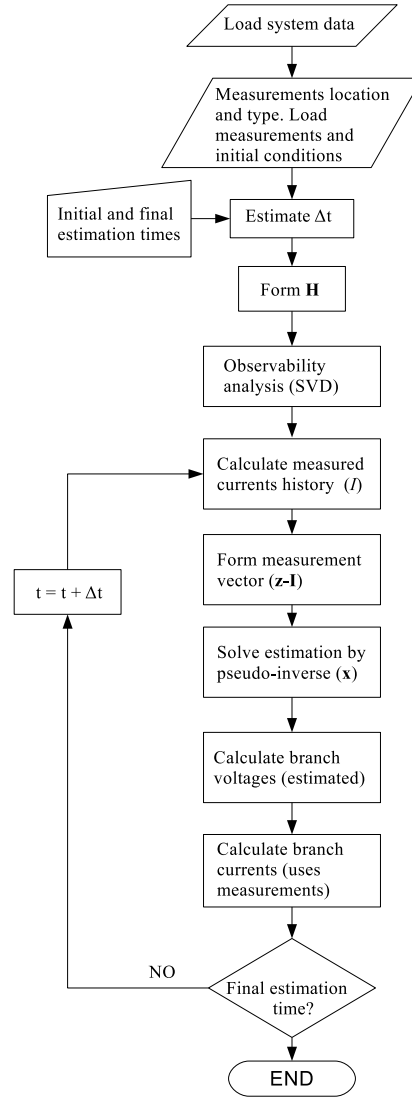 Load system data
Measurements location
and type. Load
measurements and
initial conditions
Initial and final
estimation times
Estimate Δt
Form H
Observability
analysis (SVD)
Calculate measured
currents history (I)
Form measurement
vector (z-I)
t = t + Δt
Solve estimation by
pseudo-inverse (x)
Calculate branch
voltages (estimated)
Calculate branch
currents (uses
measurements)
NO
Final estimation
time?
END